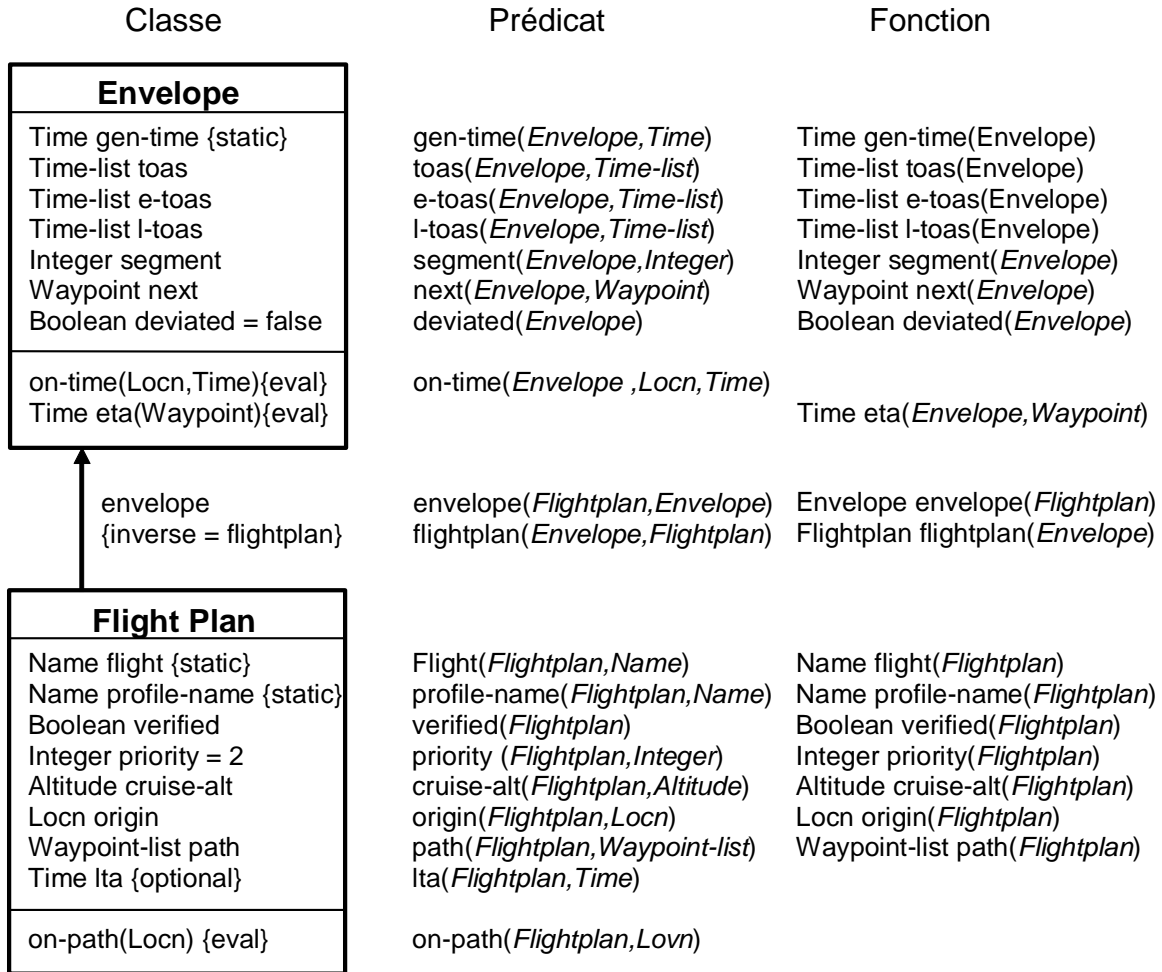 Classe Prédicat Fonction
Envelope
Time gen-time {static} gen-time(Envelope,Time) Time gen-time(Envelope)
Time-list toas toas(Envelope,Time-list) Time-list toas(Envelope)
Time-list e-toas e-toas(Envelope,Time-list) Time-list e-toas(Envelope)
Time-list l-toas l-toas(Envelope,Time-list) Time-list l-toas(Envelope)
Integer segment segment(Envelope,Integer) Integer segment(Envelope)
Waypoint next next(Envelope,Waypoint) Waypoint next(Envelope)
Boolean deviated = false deviated(Envelope) Boolean deviated(Envelope)
on-time(Locn,Time){eval} on-time(Envelope ,Locn,Time)
Time eta(Waypoint){eval} Time eta(Envelope,Waypoint)
envelope envelope(Flightplan,Envelope) Envelope envelope(Flightplan)
{inverse = flightplan} flightplan(Envelope,Flightplan) Flightplan flightplan(Envelope)
Flight Plan
Name flight {static} Flight(Flightplan,Name) Name flight(Flightplan)
Name profile-name {static} profile-name(Flightplan,Name) Name profile-name(Flightplan)
Boolean verified verified(Flightplan) Boolean verified(Flightplan)
Integer priority = 2 priority (Flightplan,Integer) Integer priority(Flightplan)
Altitude cruise-alt cruise-alt(Flightplan,Altitude) Altitude cruise-alt(Flightplan)
Locn origin origin(Flightplan,Locn) Locn origin(Flightplan)
Waypoint-list path path(Flightplan,Waypoint-list) Waypoint-list path(Flightplan)
Time lta {optional} lta(Flightplan,Time)
on-path(Locn) {eval} on-path(Flightplan,Lovn)